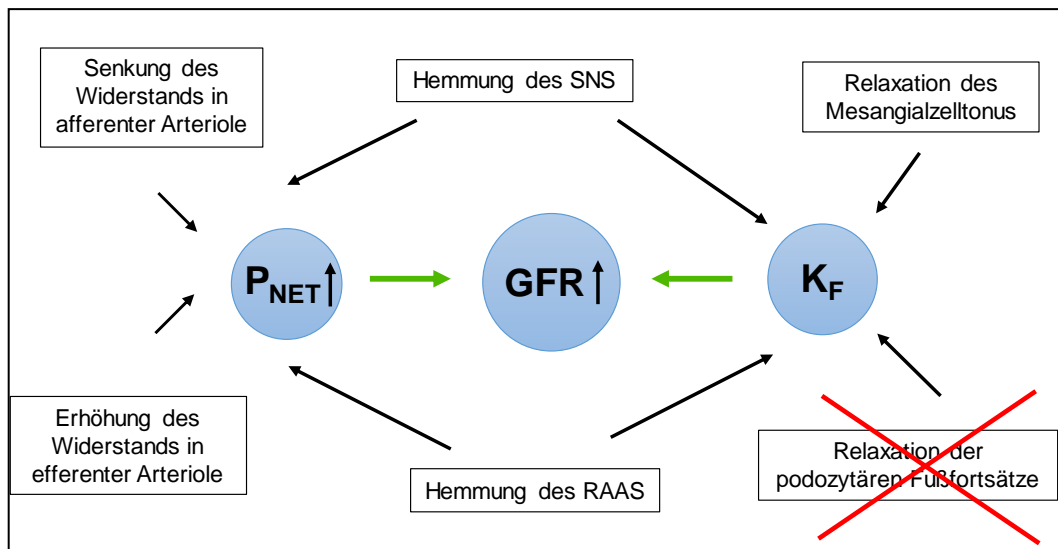 Senkung des
Widerstands in
afferenter Arteriole
Hemmung des SNS
Relaxation des
Mesangialzelltonus
PNET
GFR
KF
Erhöhung des
Widerstands in
efferenter Arteriole
Hemmung des RAAS
Relaxation der
podozytären Fußfortsätze